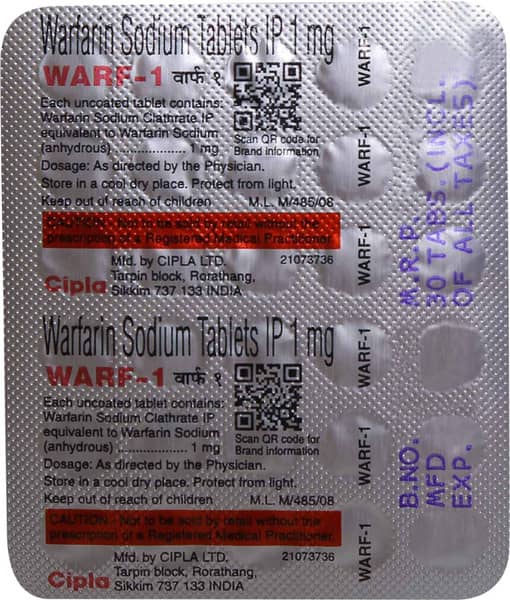 Warfarin Sodium Tablets IP 1 mg
WARF-1 वार्फ १
Each uncoated tablet contains:
Warfarin Sodium Clathrate IP
equivalent to Warfarin Sodium
(anhydrous) ................... 1 mg
Scan QR code for
Brand information
Dosage: As directed by the Physician.
Store in a cool dry place. Protect from light.
Keep out of reach of children M.L. M/485/08
CAUTION - Not to be sold by retail without the
prescription of a Registered Medical Practitioner.
Cipla
Mfd. by CIPLA LTD. 21073736
Tarpin block, Rorathang,
Sikkim 737 133 INDIA
Warfarin Sodium Tablets IP 1 mg
WARF-1 वार्फ १
Each uncoated tablet contains:
Warfarin Sodium Clathrate IP
equivalent to Warfarin Sodium
(anhydrous) ................... 1 mg
Scan QR code for
Brand information
Dosage: As directed by the Physician.
Store in a cool dry place. Protect from light.
Keep out of reach of children M.L. M/485/08
CAUTION - Not to be sold by retail without the
prescription of a Registered Medical Practitioner.
Cipla
Mfd. by CIPLA LTD. 21073736
Tarpin block, Rorathang,
Sikkim 737 133 INDIA
WARF-1
WARF-1
WARF-1
WARF-1
WARF-1
WARF-1
M.R.P.
30 TABS.(INCL.
OF ALL TAXES)
B.NO.
MFD
EXP.